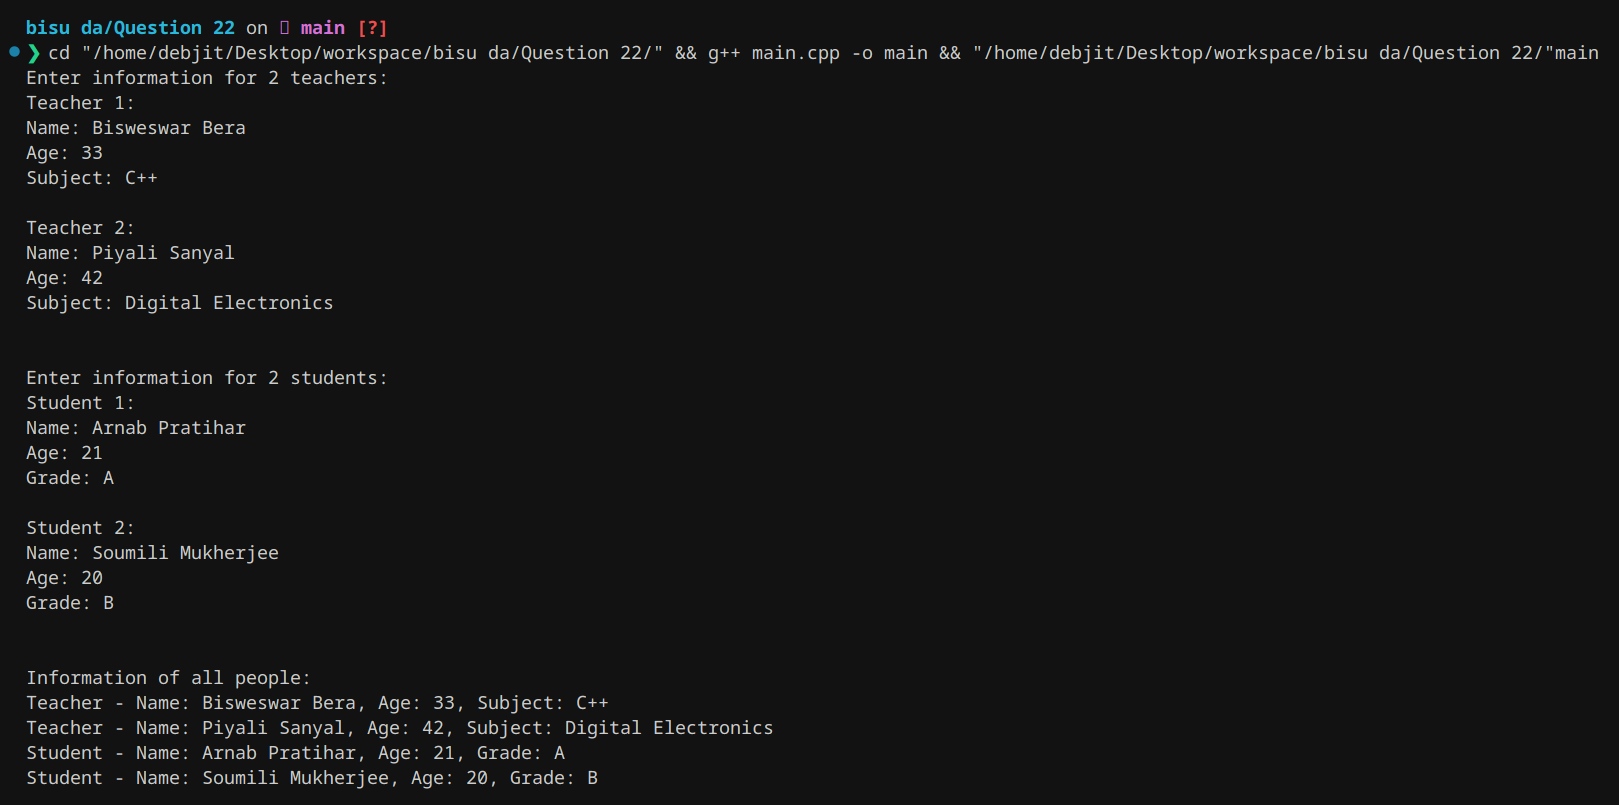 bisu da/Question 22 on main [?]
❯ cd "/home/debjit/Desktop/workspace/bisu da/Question 22/" && g++ main.cpp -o main && "/home/debjit/Desktop/workspace/bisu da/Question 22/"main
Enter information for 2 teachers:
Teacher 1:
Name: Bisweswar Bera
Age: 33
Subject: C++
Teacher 2:
Name: Piyali Sanyal
Age: 42
Subject: Digital Electronics
Enter information for 2 students:
Student 1:
Name: Arnab Pratihar
Age: 21
Grade: A
Student 2:
Name: Soumili Mukherjee
Age: 20
Grade: B
Information of all people:
Teacher - Name: Bisweswar Bera, Age: 33, Subject: C++
Teacher - Name: Piyali Sanyal, Age: 42, Subject: Digital Electronics
Student - Name: Arnab Pratihar, Age: 21, Grade: A
Student - Name: Soumili Mukherjee, Age: 20, Grade: B